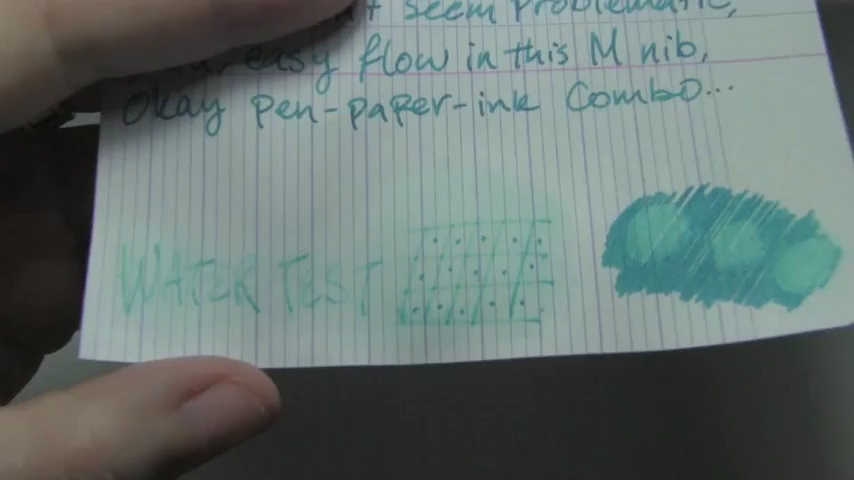 seem problematic,
easy flow in this M nib,
Okay pen-paper-ink combo...
WATER TEST